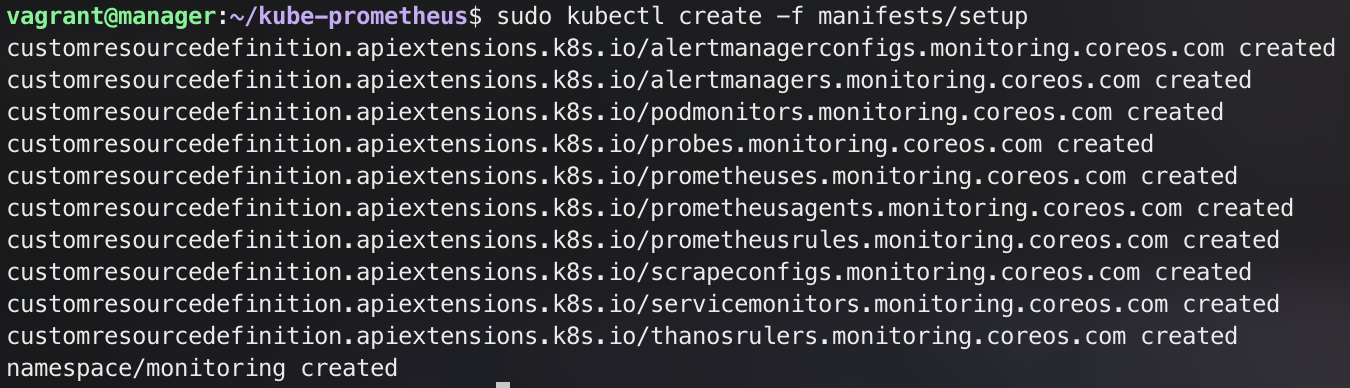 vagrant@manager:~/kube-prometheus$ sudo kubectl create -f manifests/setup
customresourcedefinition.apiextensions.k8s.io/alertmanagerconfigs.monitoring.coreos.com created
customresourcedefinition.apiextensions.k8s.io/alertmanagers.monitoring.coreos.com created
customresourcedefinition.apiextensions.k8s.io/podmonitors.monitoring.coreos.com created
customresourcedefinition.apiextensions.k8s.io/probes.monitoring.coreos.com created
customresourcedefinition.apiextensions.k8s.io/prometheuses.monitoring.coreos.com created
customresourcedefinition.apiextensions.k8s.io/prometheusagents.monitoring.coreos.com created
customresourcedefinition.apiextensions.k8s.io/prometheusrules.monitoring.coreos.com created
customresourcedefinition.apiextensions.k8s.io/scrapeconfigs.monitoring.coreos.com created
customresourcedefinition.apiextensions.k8s.io/servicemonitors.monitoring.coreos.com created
customresourcedefinition.apiextensions.k8s.io/thanosrulers.monitoring.coreos.com created
namespace/monitoring created